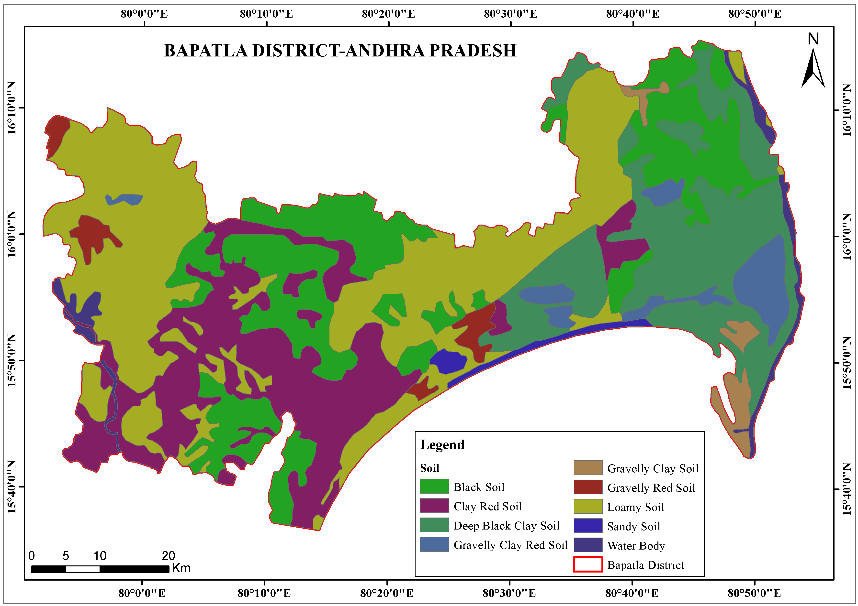 80°0'0"E 80°10'0"E 80°20'0"E 80°30'0"E 80°40'0"E 80°50'0"E
BAPATLA DISTRICT-ANDHRA PRADESH
N
16°10'0"N 16°10'0"N
16°0'0"N 16°0'0"N
15°50'0"N 15°50'0"N
15°40'0"N 15°40'0"N
Legend
Soil
Black Soil
Clay Red Soil
Deep Black Clay Soil
Gravelly Clay Red Soil
Gravelly Clay Soil
Gravelly Red Soil
Loamy Soil
Sandy Soil
Water Body
Bapatla District
0 5 10 20
Km
80°0'0"E 80°10'0"E 80°20'0"E 80°30'0"E 80°40'0"E 80°50'0"E